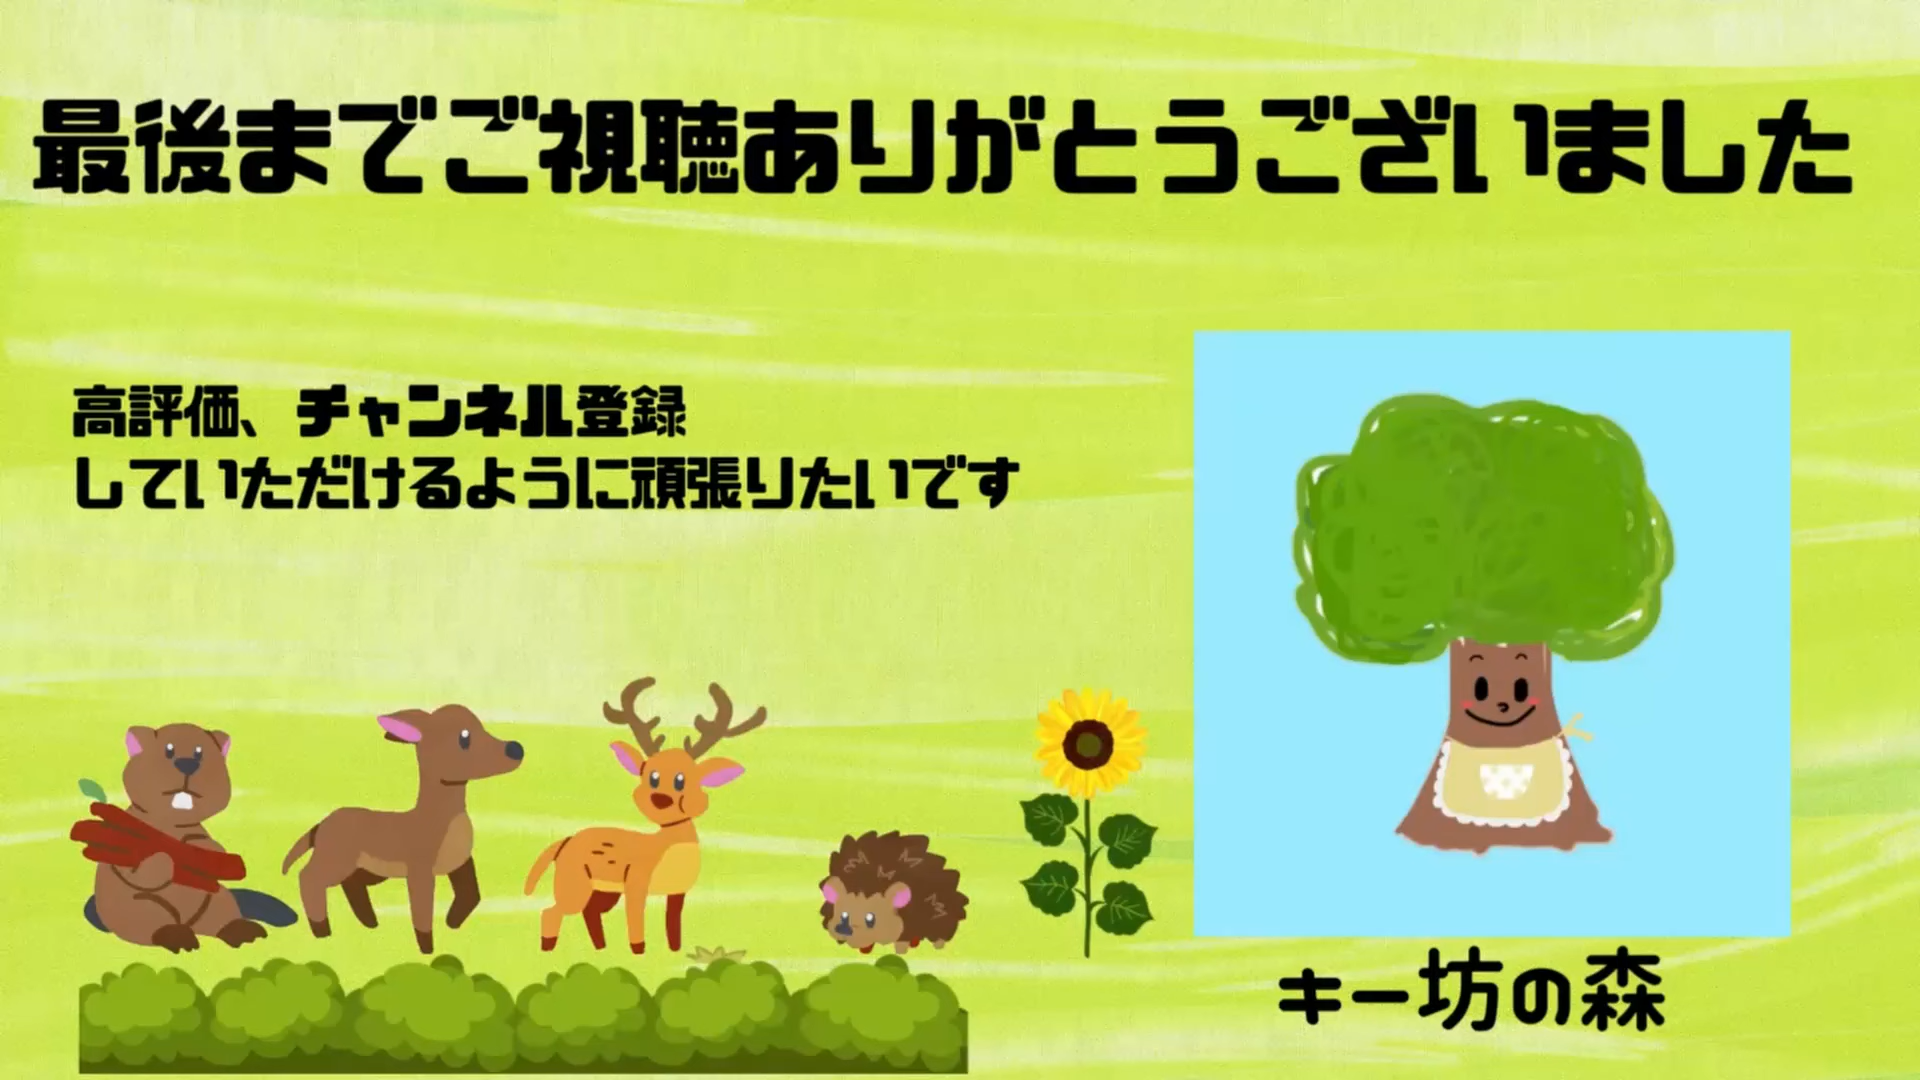 最後までご視聴ありがとうございました
高評価、チャンネル登録
していただけるように頑張りたいです
キー坊の森